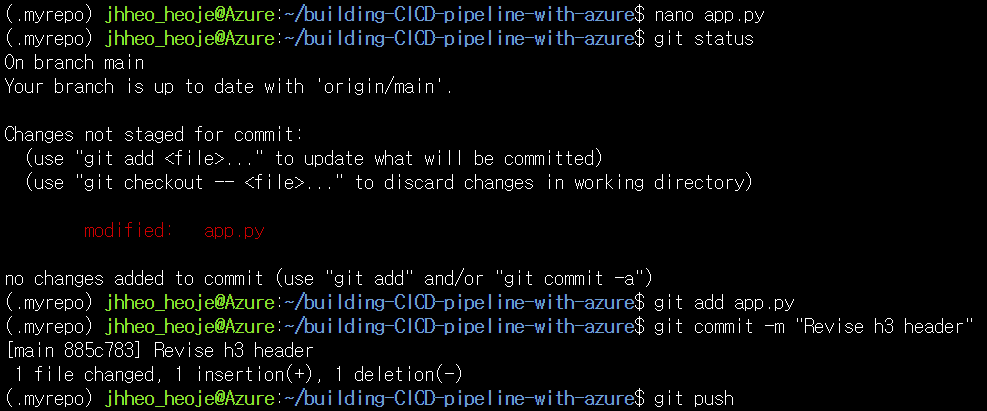 (.myrepo) jhheo_heoje@Azure:~/building-CICD-pipeline-with-azure$ nano app.py
(.myrepo) jhheo_heoje@Azure:~/building-CICD-pipeline-with-azure$ git status
On branch main
Your branch is up to date with 'origin/main'.

Changes not staged for commit:
  (use "git add <file>..." to update what will be committed)
  (use "git checkout -- <file>..." to discard changes in working directory)

        modified:   app.py

no changes added to commit (use "git add" and/or "git commit -a")
(.myrepo) jhheo_heoje@Azure:~/building-CICD-pipeline-with-azure$ git add app.py
(.myrepo) jhheo_heoje@Azure:~/building-CICD-pipeline-with-azure$ git commit -m "Revise h3 header"
[main 885c783] Revise h3 header
 1 file changed, 1 insertion(+), 1 deletion(-)
(.myrepo) jhheo_heoje@Azure:~/building-CICD-pipeline-with-azure$ git push